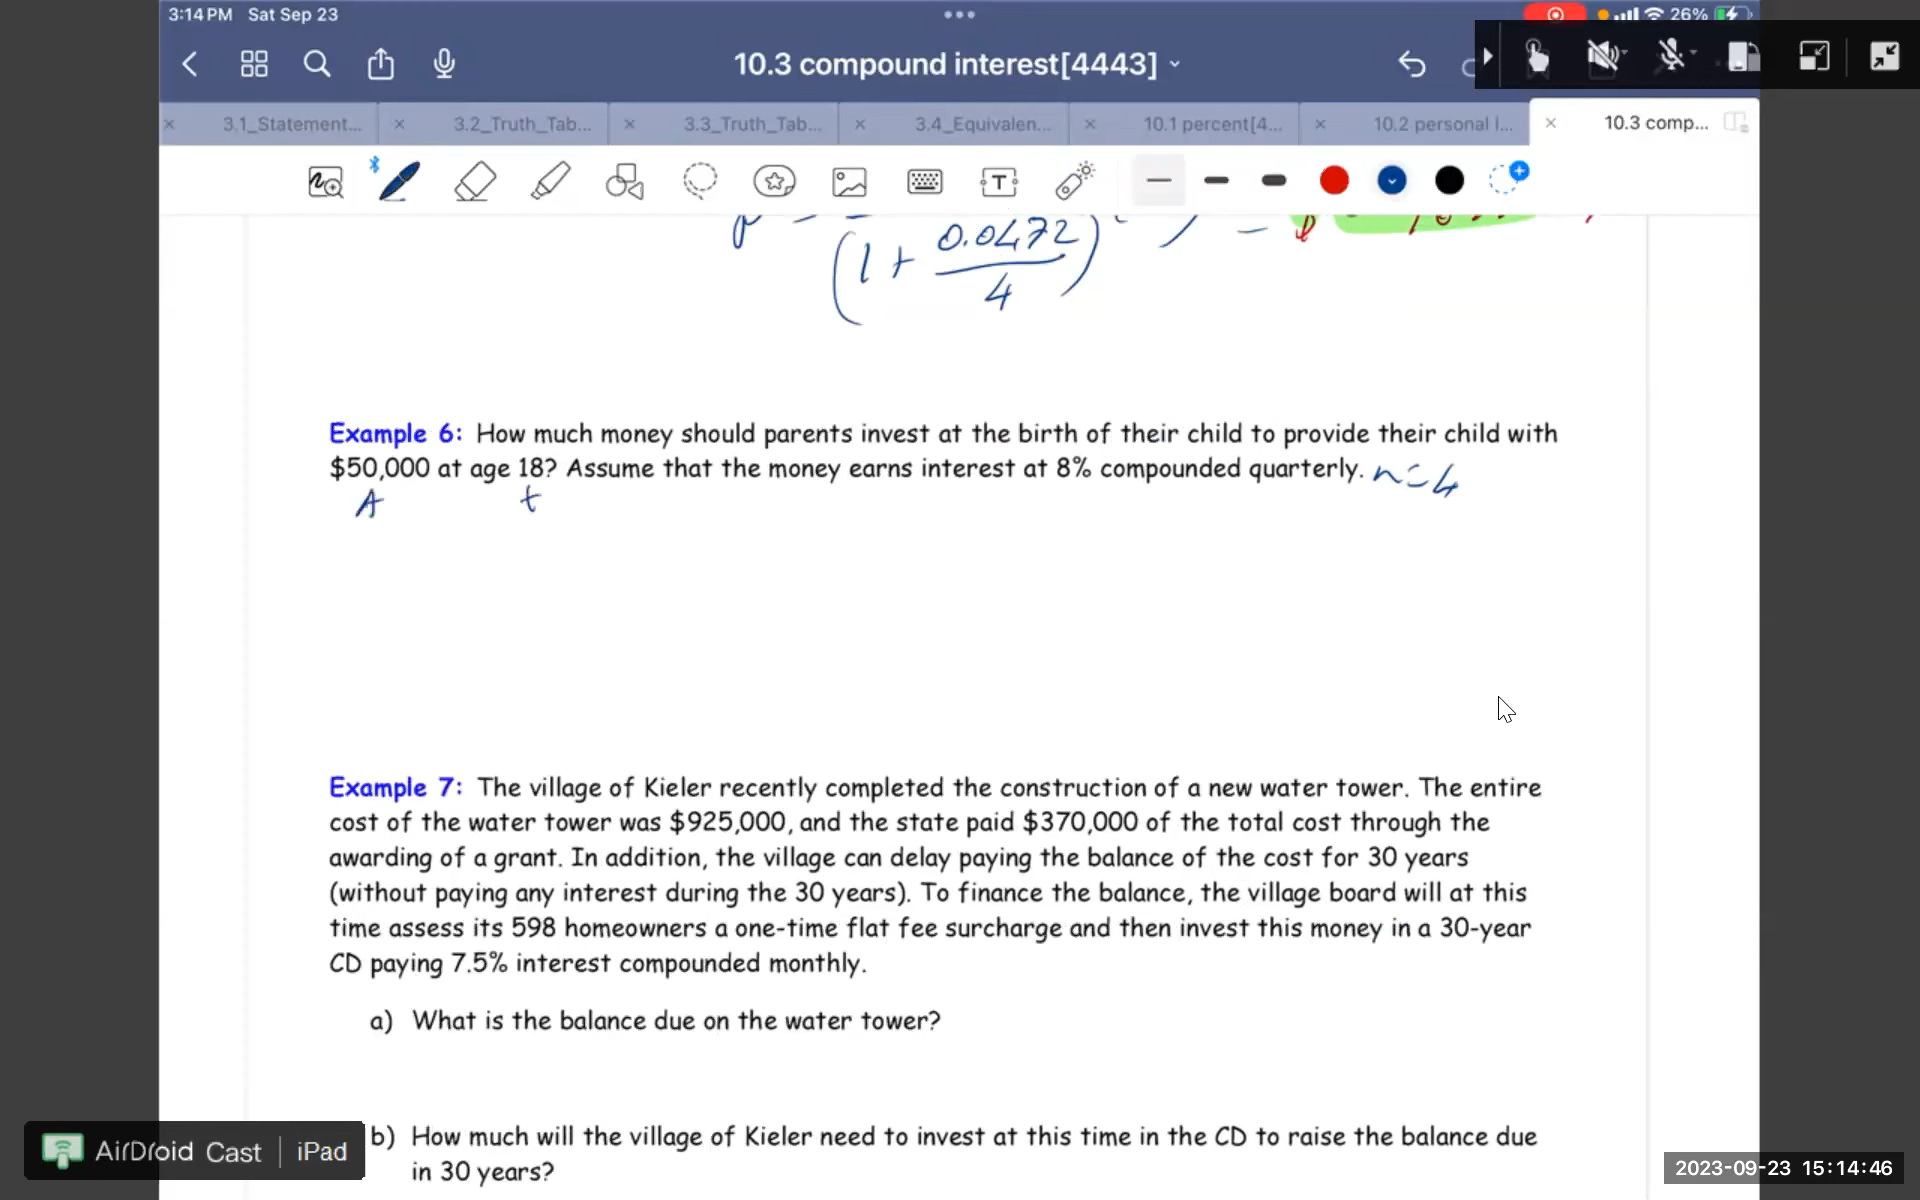 3:14 PM Sat Sep 23
26%
10.3 compound interest[4443]
3.1_Statement...
3.2_Truth_Tab...
3.3_Truth_Tab...
3.4_Equivalen...
10.1 percent[4...
10.2 personal l...
10.3 comp...
T
(1 + 0.0472
4)
Example 6: How much money should parents invest at the birth of their child to provide their child with
$50,000 at age 18? Assume that the money earns interest at 8% compounded quarterly. n=4
A t
Example 7: The village of Kieler recently completed the construction of a new water tower. The entire
cost of the water tower was $925,000, and the state paid $370,000 of the total cost through the
awarding of a grant. In addition, the village can delay paying the balance of the cost for 30 years
(without paying any interest during the 30 years). To finance the balance, the village board will at this
time assess its 598 homeowners a one-time flat fee surcharge and then invest this money in a 30-year
CD paying 7.5% interest compounded monthly.
a) What is the balance due on the water tower?
b) How much will the village of Kieler need to invest at this time in the CD to raise the balance due
in 30 years?
AirDroid Cast | iPad
2023-09-23 15:14:46